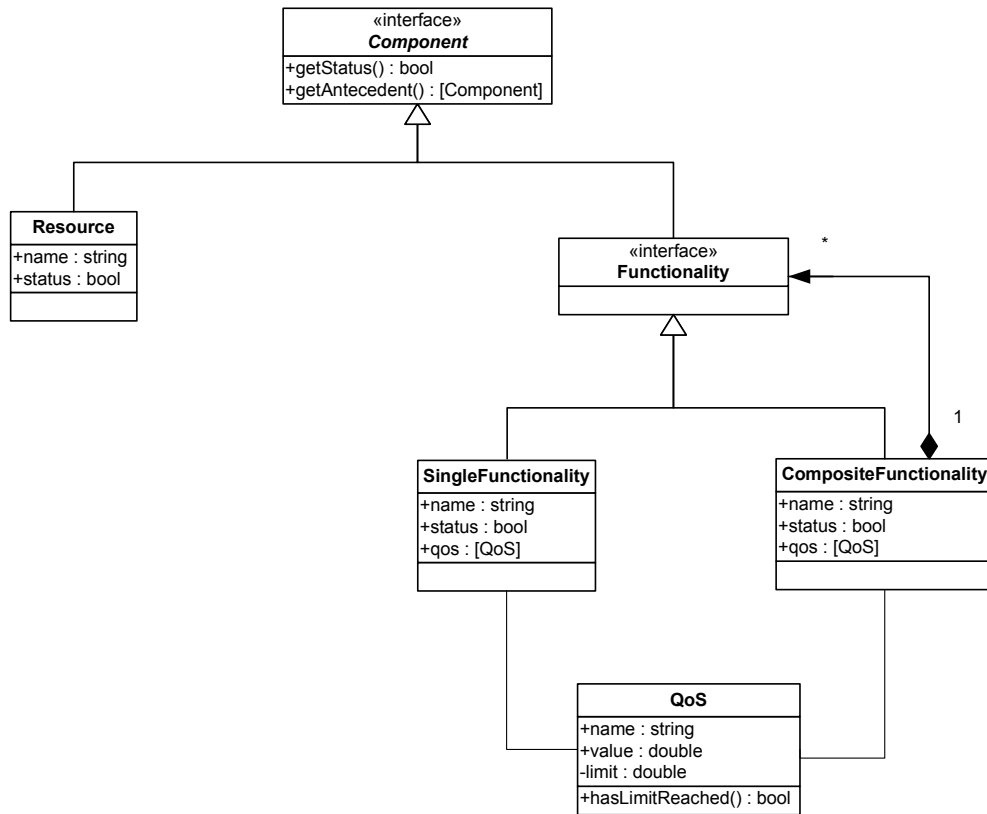 «interface»
Component
+getStatus() : bool
+getAntecedent() : [Component]
Resource
+name : string
+status : bool
«interface»
Functionality
*
1
SingleFunctionality
+name : string
+status : bool
+qos : [QoS]
CompositeFunctionality
+name : string
+status : bool
+qos : [QoS]
QoS
+name : string
+value : double
-limit : double
+hasLimitReached() : bool